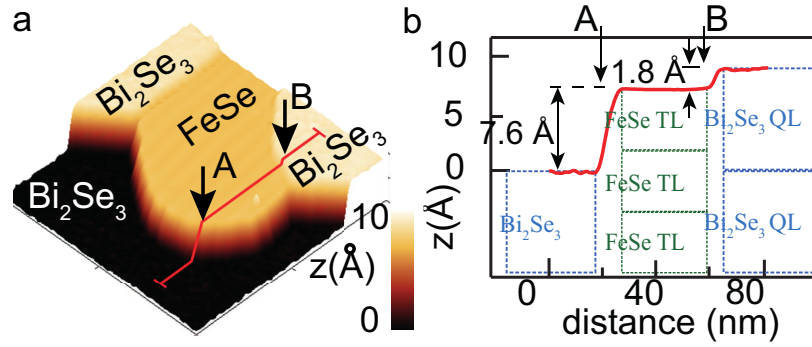 a
Bi₂Se₃
FeSe
B
Bi₂Se₃
A
Bi₂Se₃
10
z(Å)
0
b
A
B
10
1.8 Å
5
7.6 Å
FeSe TL
Bi₂Se₃ QL
0
FeSe TL
Bi₂Se₃
FeSe TL
Bi₂Se₃ QL
z(Å)
0
40
80
distance (nm)